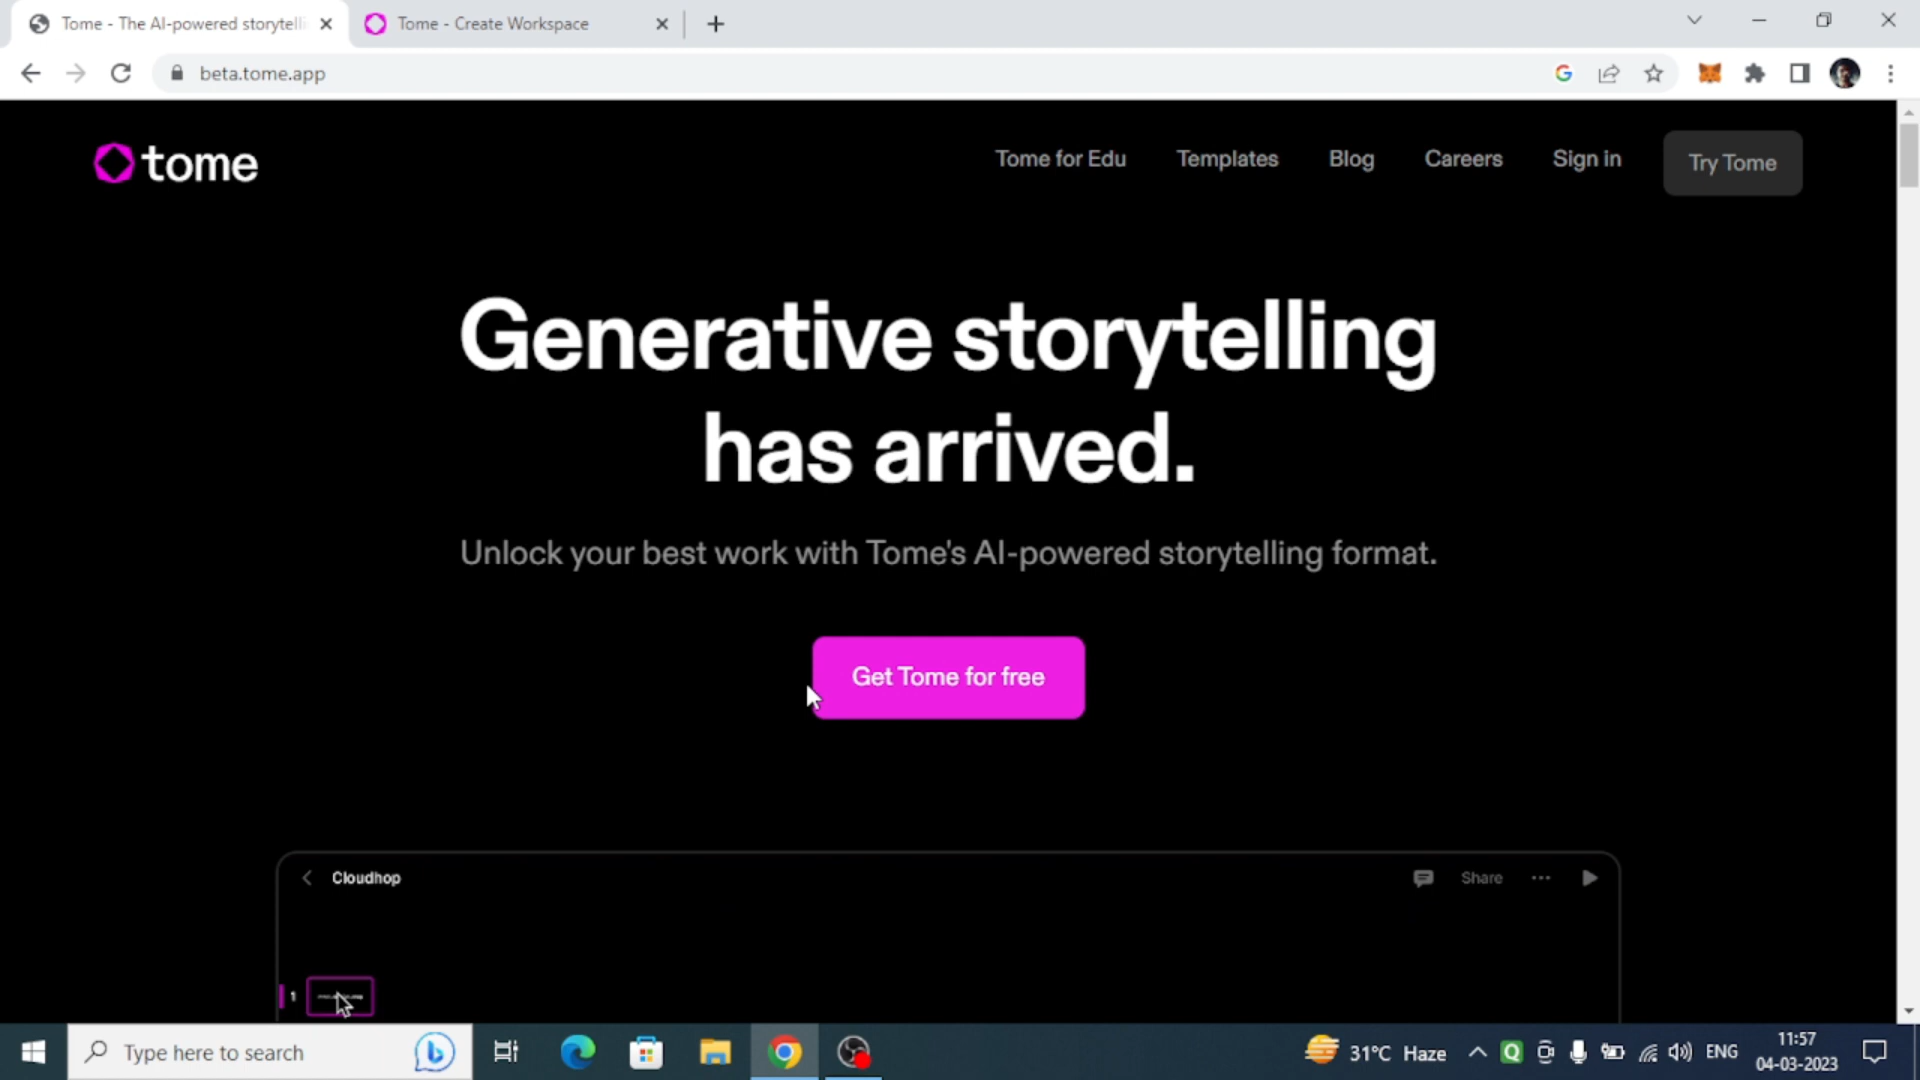 Tome - The AI-powered storytelli
Tome - Create Workspace
beta.tome.app
tome
Tome for Edu
Templates
Blog
Careers
Sign in
Try Tome
Generative storytelling
has arrived.
Unlock your best work with Tome's AI-powered storytelling format.
Get Tome for free
Cloudhop
Share
1
Type here to search
31°C Haze
ENG
11:57
04-03-2023